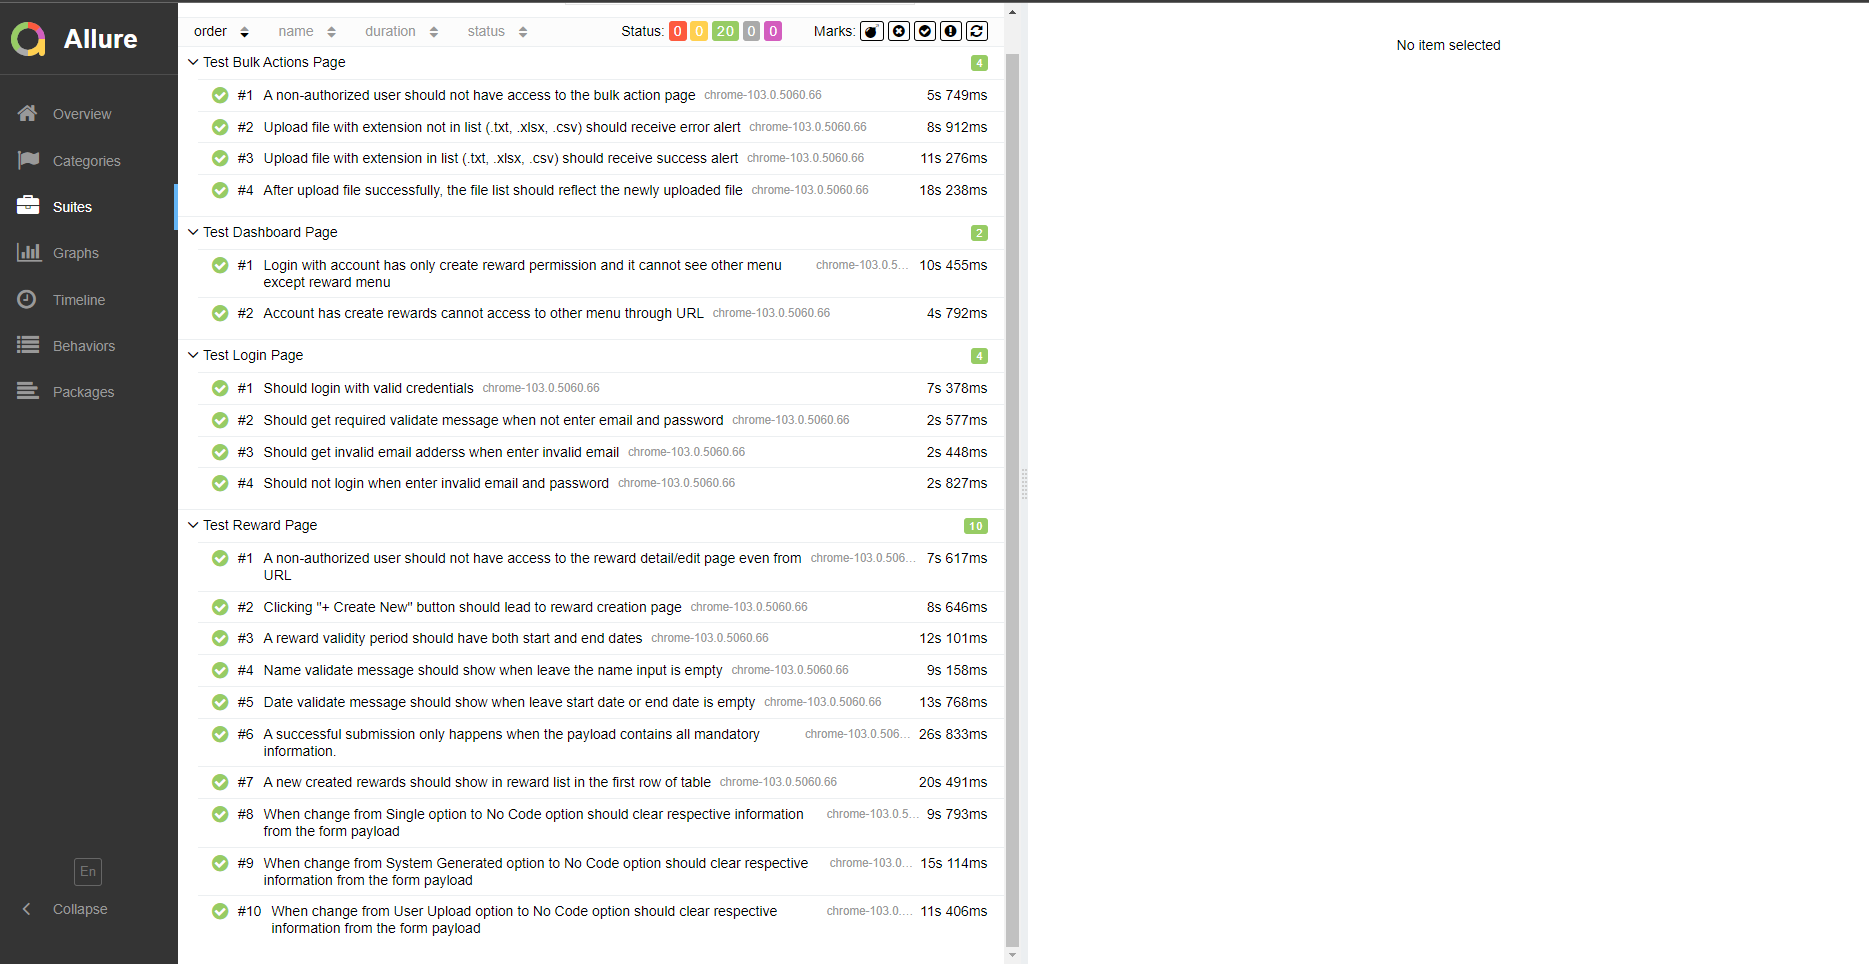 Allure
Overview
Categories
Suites
Graphs
Timeline
Behaviors
Packages
En
Collapse
order name duration status Status: 0 0 20 0 0 Marks:
Test Bulk Actions Page 4
#1 A non-authorized user should not have access to the bulk action page chrome-103.0.5060.66 5s 749ms
#2 Upload file with extension not in list (.txt, .xlsx, .csv) should receive error alert chrome-103.0.5060.66 8s 912ms
#3 Upload file with extension in list (.txt, .xlsx, .csv) should receive success alert chrome-103.0.5060.66 11s 276ms
#4 After upload file successfully, the file list should reflect the newly uploaded file chrome-103.0.5060.66 18s 238ms
Test Dashboard Page 2
#1 Login with account has only create reward permission and it cannot see other menu chrome-103.0.5... 10s 455ms
except reward menu
#2 Account has create rewards cannot access to other menu through URL chrome-103.0.5060.66 4s 792ms
Test Login Page 4
#1 Should login with valid credentials chrome-103.0.5060.66 7s 378ms
#2 Should get required validate message when not enter email and password chrome-103.0.5060.66 2s 577ms
#3 Should get invalid email adderss when enter invalid email chrome-103.0.5060.66 2s 448ms
#4 Should not login when enter invalid email and password chrome-103.0.5060.66 2s 827ms
Test Reward Page 10
#1 A non-authorized user should not have access to the reward detail/edit page even from chrome-103.0.506... 7s 617ms
URL
#2 Clicking "+ Create New" button should lead to reward creation page chrome-103.0.5060.66 8s 646ms
#3 A reward validity period should have both start and end dates chrome-103.0.5060.66 12s 101ms
#4 Name validate message should show when leave the name input is empty chrome-103.0.5060.66 9s 158ms
#5 Date validate message should show when leave start date or end date is empty chrome-103.0.5060.66 13s 768ms
#6 A successful submission only happens when the payload contains all mandatory chrome-103.0.506... 26s 833ms
information.
#7 A new created rewards should show in reward list in the first row of table chrome-103.0.5060.66 20s 491ms
#8 When change from Single option to No Code option should clear respective information chrome-103.0.5... 9s 793ms
from the form payload
#9 When change from System Generated option to No Code option should clear respective chrome-103.0... 15s 114ms
information from the form payload
#10 When change from User Upload option to No Code option should clear respective chrome-103.0.... 11s 406ms
information from the form payload
No item selected